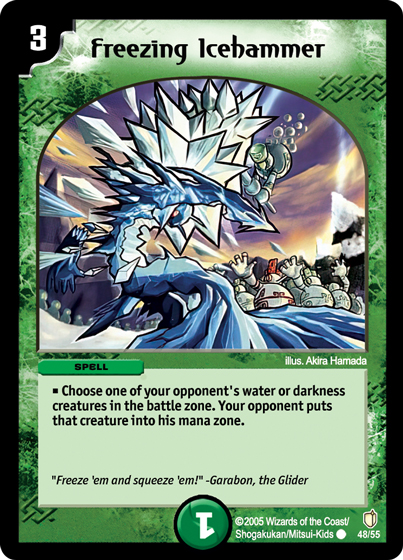 3
Freezing Icehammer
illus. Akira Hamada
SPELL
▪ Choose one of your opponent's water or darkness
creatures in the battle zone. Your opponent puts
that creature into his mana zone.
"Freeze 'em and squeeze 'em!" -Garabon, the Glider
1
©2005 Wizards of the Coast/
Shogakukan/Mitsui-Kids
48/55